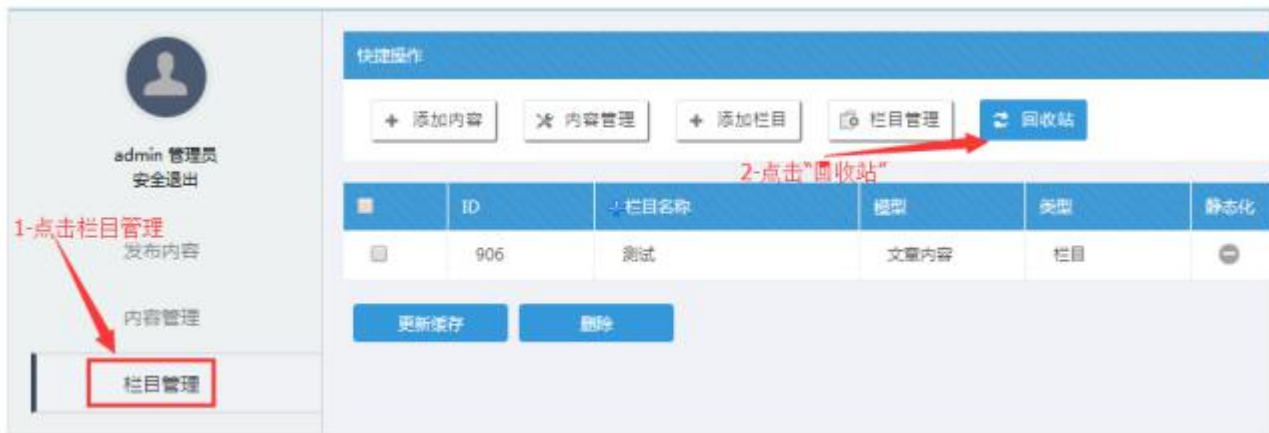 快捷操作
添加内容 内容管理 添加栏目 栏目管理 回收站
admin 管理员
安全退出
2-点击“回收站”
ID 栏目名称 模型 类型 静态化
1-点击栏目管理
发布内容
906 测试 文章内容 栏目
内容管理
更新缓存 删除
栏目管理